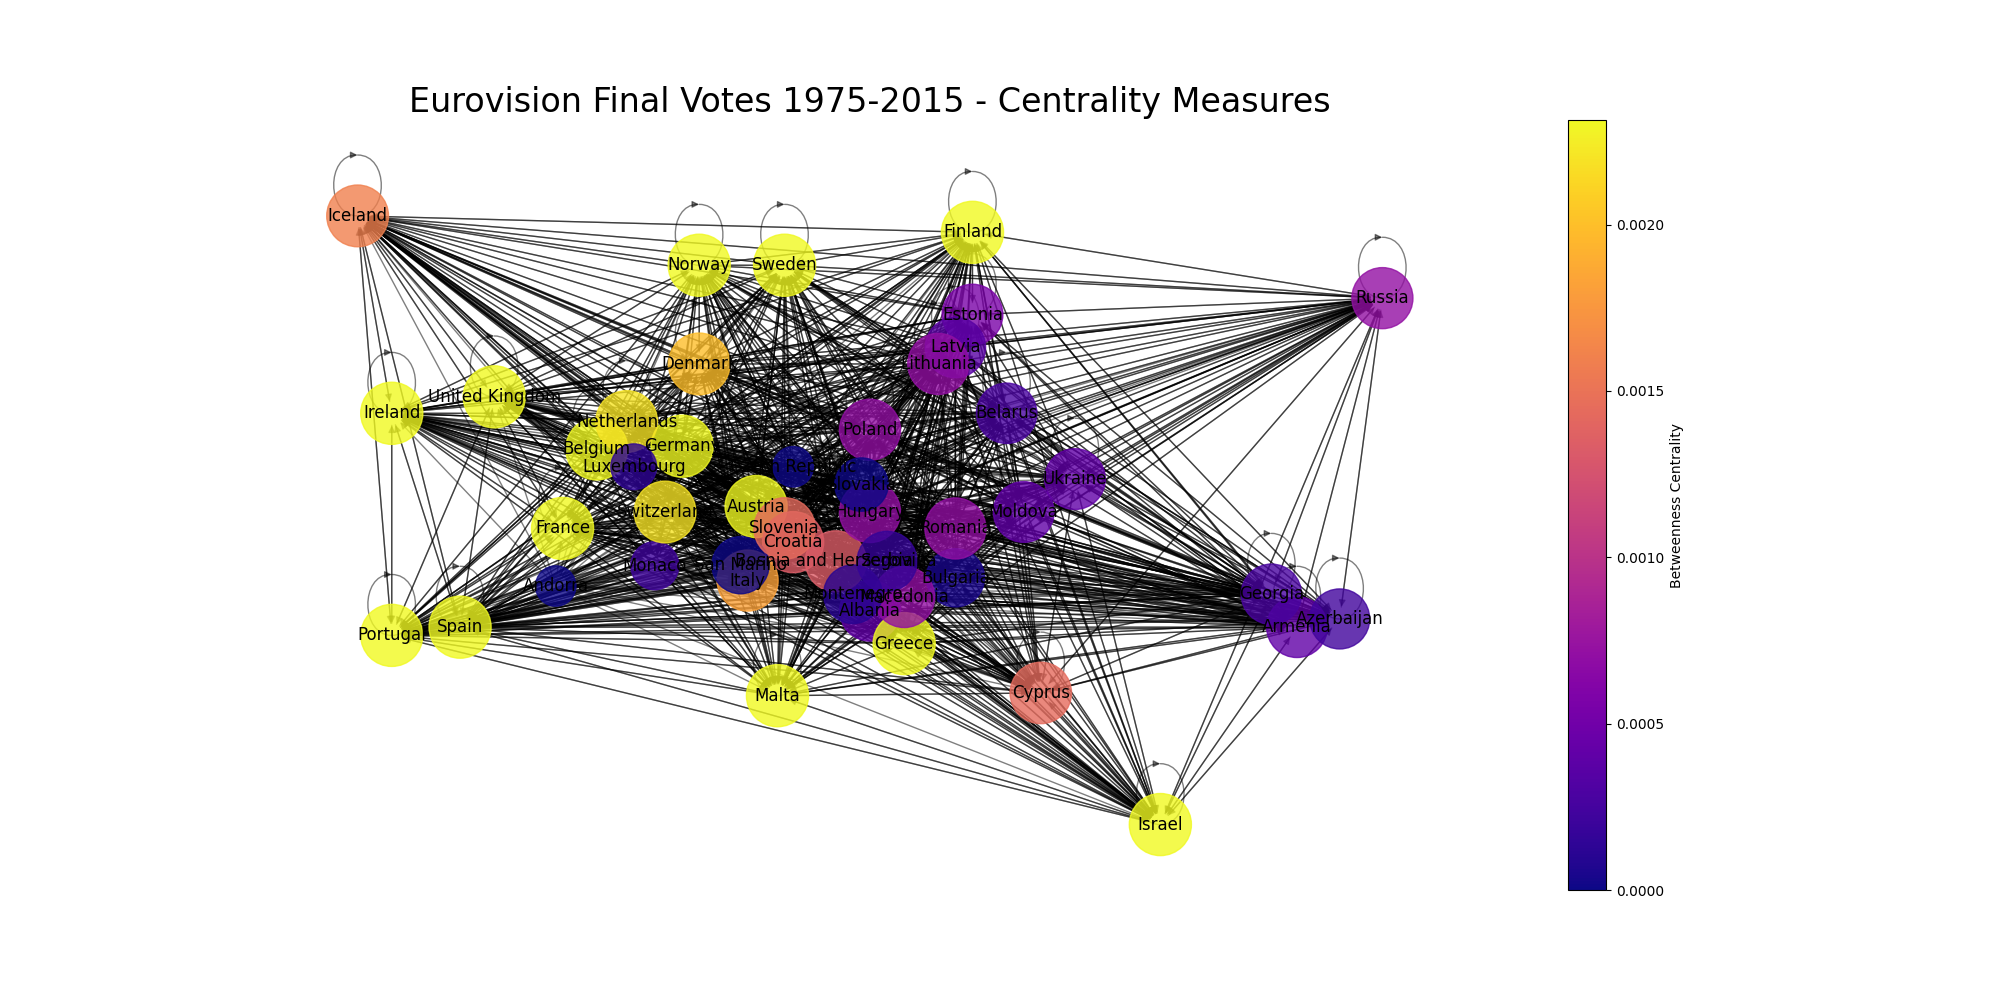 Eurovision Final Votes 1975-2015 - Centrality Measures
Iceland
Finland
Norway
Sweden
Russia
Estonia
Latvia
Lithuania
Denmark
United Kingdom
Ireland
Belarus
Netherlands
Poland
Belgium
Germany
Luxembourg
Ukraine
Slovakia
Austria
Switzerland
Hungary
Moldova
France
Slovenia
Romania
Croatia
Bosnia and Herzegovina
Monaco
San Marino
Serbia
Italy
Bulgaria
Andorra
Montenegro
Macedonia
Georgia
Albania
Azerbaijan
Armenia
Spain
Portugal
Greece
Malta
Cyprus
Israel
0.0020
0.0015
0.0010
0.0005
0.0000
Betweenness Centrality